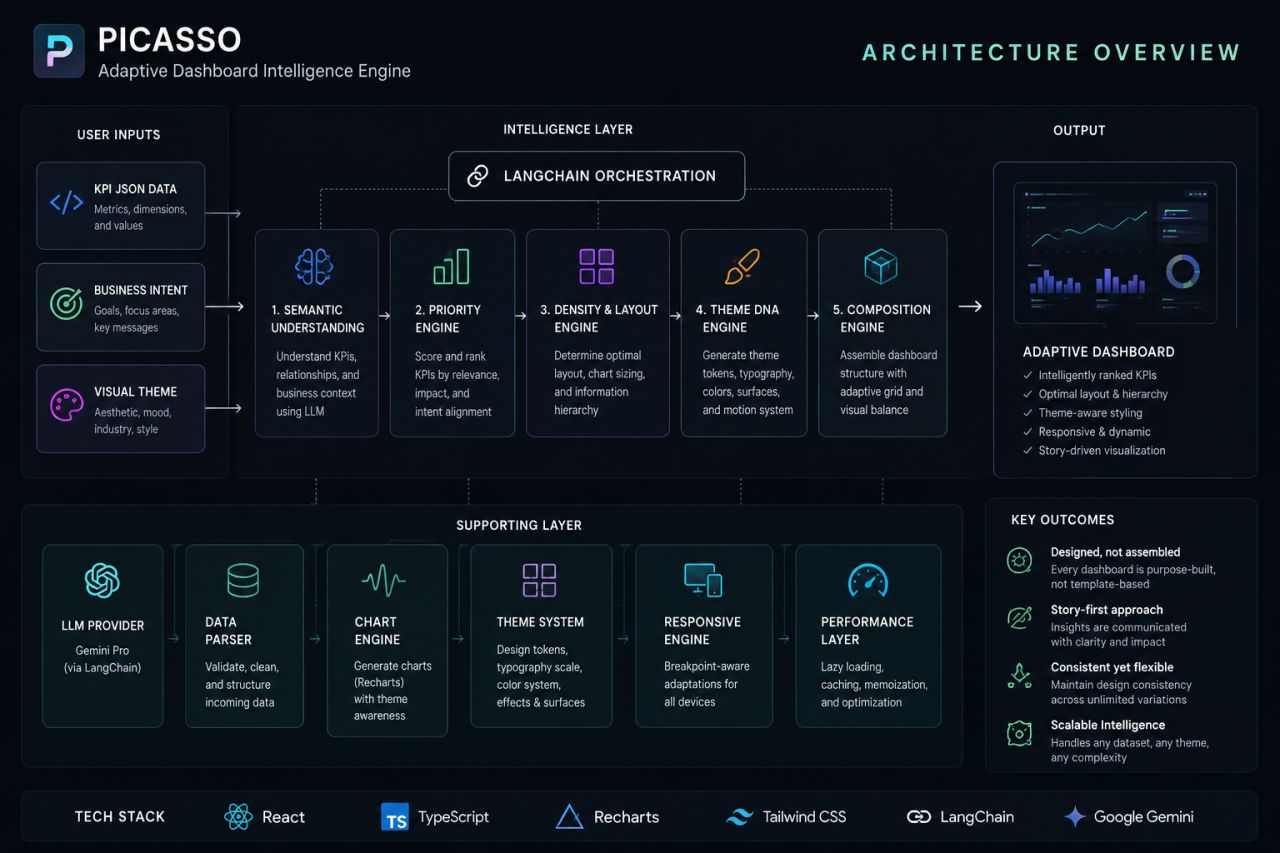 P
PICASSO
Adaptive Dashboard Intelligence Engine
ARCHITECTURE OVERVIEW
USER INPUTS
</>
KPI JSON DATA
Metrics, dimensions,
and values
BUSINESS INTENT
Goals, focus areas,
key messages
VISUAL THEME
Aesthetic, mood,
industry, style
INTELLIGENCE LAYER
LANGCHAIN ORCHESTRATION
1. SEMANTIC
UNDERSTANDING
Understand KPIs,
relationships, and
business context
using LLM
2. PRIORITY
ENGINE
Score and rank
KPIs by relevance,
impact, and
intent alignment
3. DENSITY & LAYOUT
ENGINE
Determine optimal
layout, chart sizing,
and information
hierarchy
4. THEME DNA
ENGINE
Generate theme
tokens, typography,
colors, surfaces,
and motion system
5. COMPOSITION
ENGINE
Assemble dashboard
structure with
adaptive grid and
visual balance
OUTPUT
ADAPTIVE DASHBOARD
✓ Intelligently ranked KPIs
✓ Optimal layout & hierarchy
✓ Theme-aware styling
✓ Responsive & dynamic
✓ Story-driven visualization
SUPPORTING LAYER
LLM PROVIDER
Gemini Pro
(via LangChain)
DATA
PARSER
Validate, clean,
and structure
incoming data
CHART
ENGINE
Generate charts
(Recharts)
with theme
awareness
THEME SYSTEM
Design tokens,
typography scale,
color system,
effects & surfaces
RESPONSIVE
ENGINE
Breakpoint-aware
adaptations for
all devices
PERFORMANCE
LAYER
Lazy loading,
caching, memoization,
and optimization
KEY OUTCOMES
Designed, not assembled
Every dashboard is purpose-built,
not template-based
Story-first approach
Insights are communicated
with clarity and impact
Consistent yet flexible
Maintain design consistency
across unlimited variations
Scalable Intelligence
Handles any dataset, any theme,
any complexity
TECH STACK
React
TS
TypeScript
Recharts
Tailwind CSS
LangChain
Google Gemini